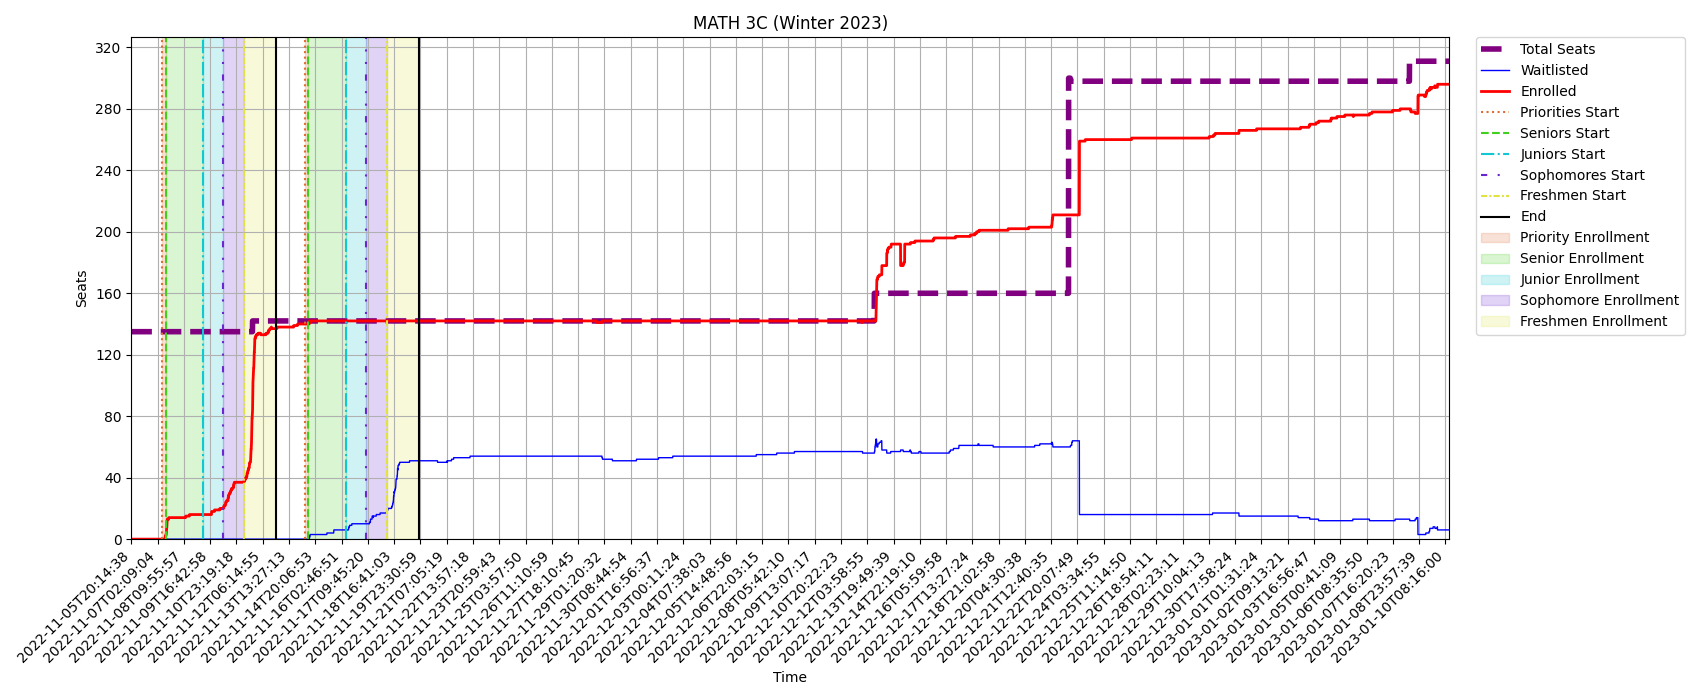 MATH 3C (Winter 2023)
Seats
320
280
240
200
160
120
80
40
0
2022-11-05T20:14:38
2022-11-07T02:09:04
2022-11-08T09:55:57
2022-11-09T16:42:58
2022-11-10T23:19:18
2022-11-12T06:14:55
2022-11-13T13:27:13
2022-11-14T20:06:53
2022-11-16T02:46:51
2022-11-17T09:45:20
2022-11-18T16:41:03
2022-11-19T23:30:59
2022-11-21T07:05:19
2022-11-22T13:57:18
2022-11-23T20:59:43
2022-11-25T03:57:50
2022-11-26T11:10:59
2022-11-27T18:10:45
2022-11-29T01:20:32
2022-11-30T08:44:54
2022-12-01T16:56:37
2022-12-03T00:11:24
2022-12-04T07:38:03
2022-12-05T14:48:56
2022-12-06T22:03:15
2022-12-08T05:42:10
2022-12-09T13:07:17
2022-12-10T20:22:23
2022-12-12T03:58:55
2022-12-13T19:49:39
2022-12-14T22:19:10
2022-12-16T05:59:58
2022-12-17T13:27:24
2022-12-18T21:02:58
2022-12-20T04:30:38
2022-12-21T12:40:35
2022-12-22T20:07:49
2022-12-24T03:34:55
2022-12-25T11:14:50
2022-12-26T18:54:11
2022-12-28T02:23:11
2022-12-29T10:04:13
2022-12-30T17:58:24
2023-01-01T01:31:24
2023-01-02T09:13:21
2023-01-03T16:56:47
2023-01-05T00:41:09
2023-01-06T08:35:50
2023-01-07T16:20:23
2023-01-08T23:57:39
2023-01-10T08:16:00
Time
Total Seats
Waitlisted
Enrolled
Priorities Start
Seniors Start
Juniors Start
Sophomores Start
Freshmen Start
End
Priority Enrollment
Senior Enrollment
Junior Enrollment
Sophomore Enrollment
Freshmen Enrollment